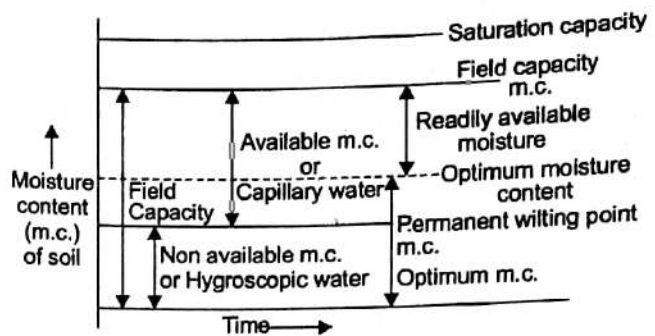 Saturation capacity
Field capacity
m.c.
Readily available
moisture
Available m.c.
or
Capillary water
Optimum moisture
content
Moisture
content
(m.c.)
of soil
Field
Capacity
Permanent wilting point
m.c.
Non available m.c.
or Hygroscopic water
Optimum m.c.
Time